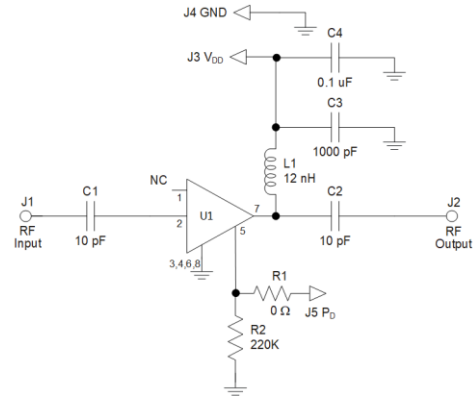 J4 GND
C4
J3 VDD
0.1 uF
C3
1000 pF
L1
12 nH
J1
C1
NC
1
U1
2
7
5
C2
J2
RF
Input
10 pF
3,4,6,8
10 pF
RF
Output
R1
0 Ω
J5 PD
R2
220K